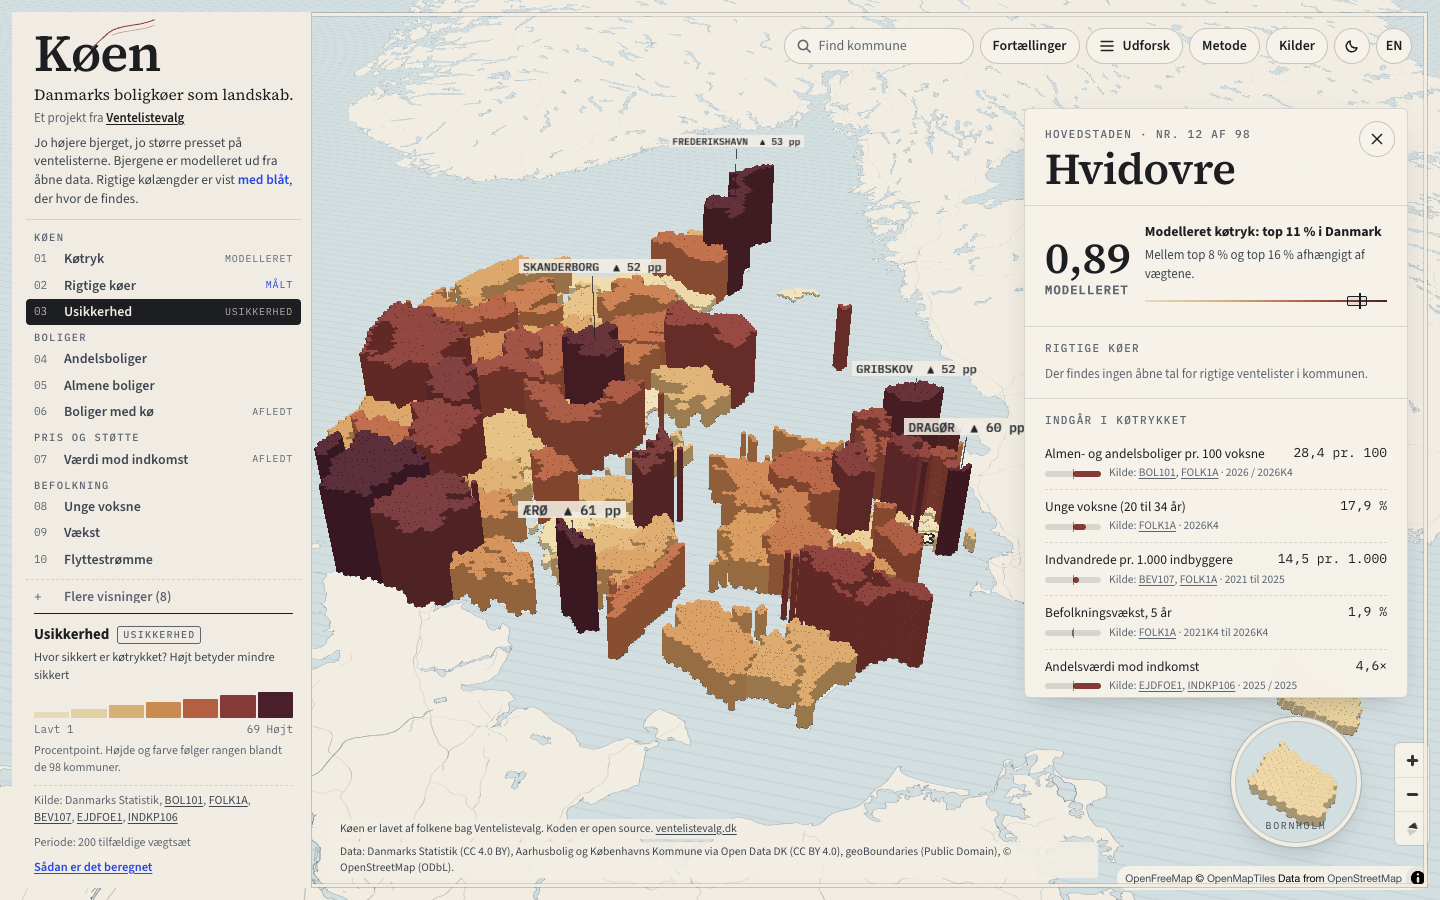 Køen
Danmarks boligkøer som landskab.
Et projekt fra Ventelistevalg
Jo højere bjerget, jo større presset på
ventelisterne. Bjergene er modelleret ud fra
åbne data. Rigtige kølængder er vist med blåt,
der hvor de findes.
KØEN
01 Køtryk MODELLERET
02 Rigtige køer MÅLT
03 Usikkerhed USIKKERHED
BOLIGER
04 Andelsboliger
05 Almene boliger
06 Boliger med kø AFLEDT
PRIS OG STØTTE
07 Værdi mod indkomst AFLEDT
BEFOLKNING
08 Unge voksne
09 Vækst
10 Flyttestrømme
+ Flere visninger (8)
Usikkerhed USIKKERHED
Hvor sikkert er køtrykket? Højt betyder mindre
sikkert
Lavt 1 69 Højt
Procentpoint. Højde og farve følger rangen blandt
de 98 kommuner.
Kilde: Danmarks Statistik, BOL101, FOLK1A,
BEV107, EJDFOE1, INDKP106
Periode: 200 tilfældige vægtsæt
Sådan er det beregnet
Find kommune
Fortællinger
Udforsk
Metode
Kilder
EN
FREDERIKSHAVN ▲ 53 pp
SKANDERBORG ▲ 52 pp
GRIBSKOV ▲ 52 pp
DRAGØR ▲ 60 pp
ÆRØ ▲ 61 pp
3
HOVEDSTADEN · NR. 12 AF 98
Hvidovre
0,89
MODELLERET
Modelleret køtryk: top 11 % i Danmark
Mellem top 8 % og top 16 % afhængigt af
vægtene.
RIGTIGE KØER
Der findes ingen åbne tal for rigtige ventelister i kommunen.
INDGÅR I KØTRYKKET
Almen- og andelsboliger pr. 100 voksne 28,4 pr. 100
Kilde: BOL101, FOLK1A · 2026 / 2026K4
Unge voksne (20 til 34 år) 17,9 %
Kilde: FOLK1A · 2026K4
Indvandrede pr. 1.000 indbyggere 14,5 pr. 1.000
Kilde: BEV107, FOLK1A · 2021 til 2025
Befolkningsvækst, 5 år 1,9 %
Kilde: FOLK1A · 2021K4 til 2026K4
Andelsværdi mod indkomst 4,6×
Kilde: EJDFOE1, INDKP106 · 2025 / 2025
BORNHOLM
Køen er lavet af folkene bag Ventelistevalg. Koden er open source. ventelistevalg.dk
Data: Danmarks Statistik (CC 4.0 BY), Aarhusbolig og Københavns Kommune via Open Data DK (CC BY 4.0), geoBoundaries (Public Domain), ©
OpenStreetMap (ODbL).
OpenFreeMap © OpenMapTiles Data from OpenStreetMap